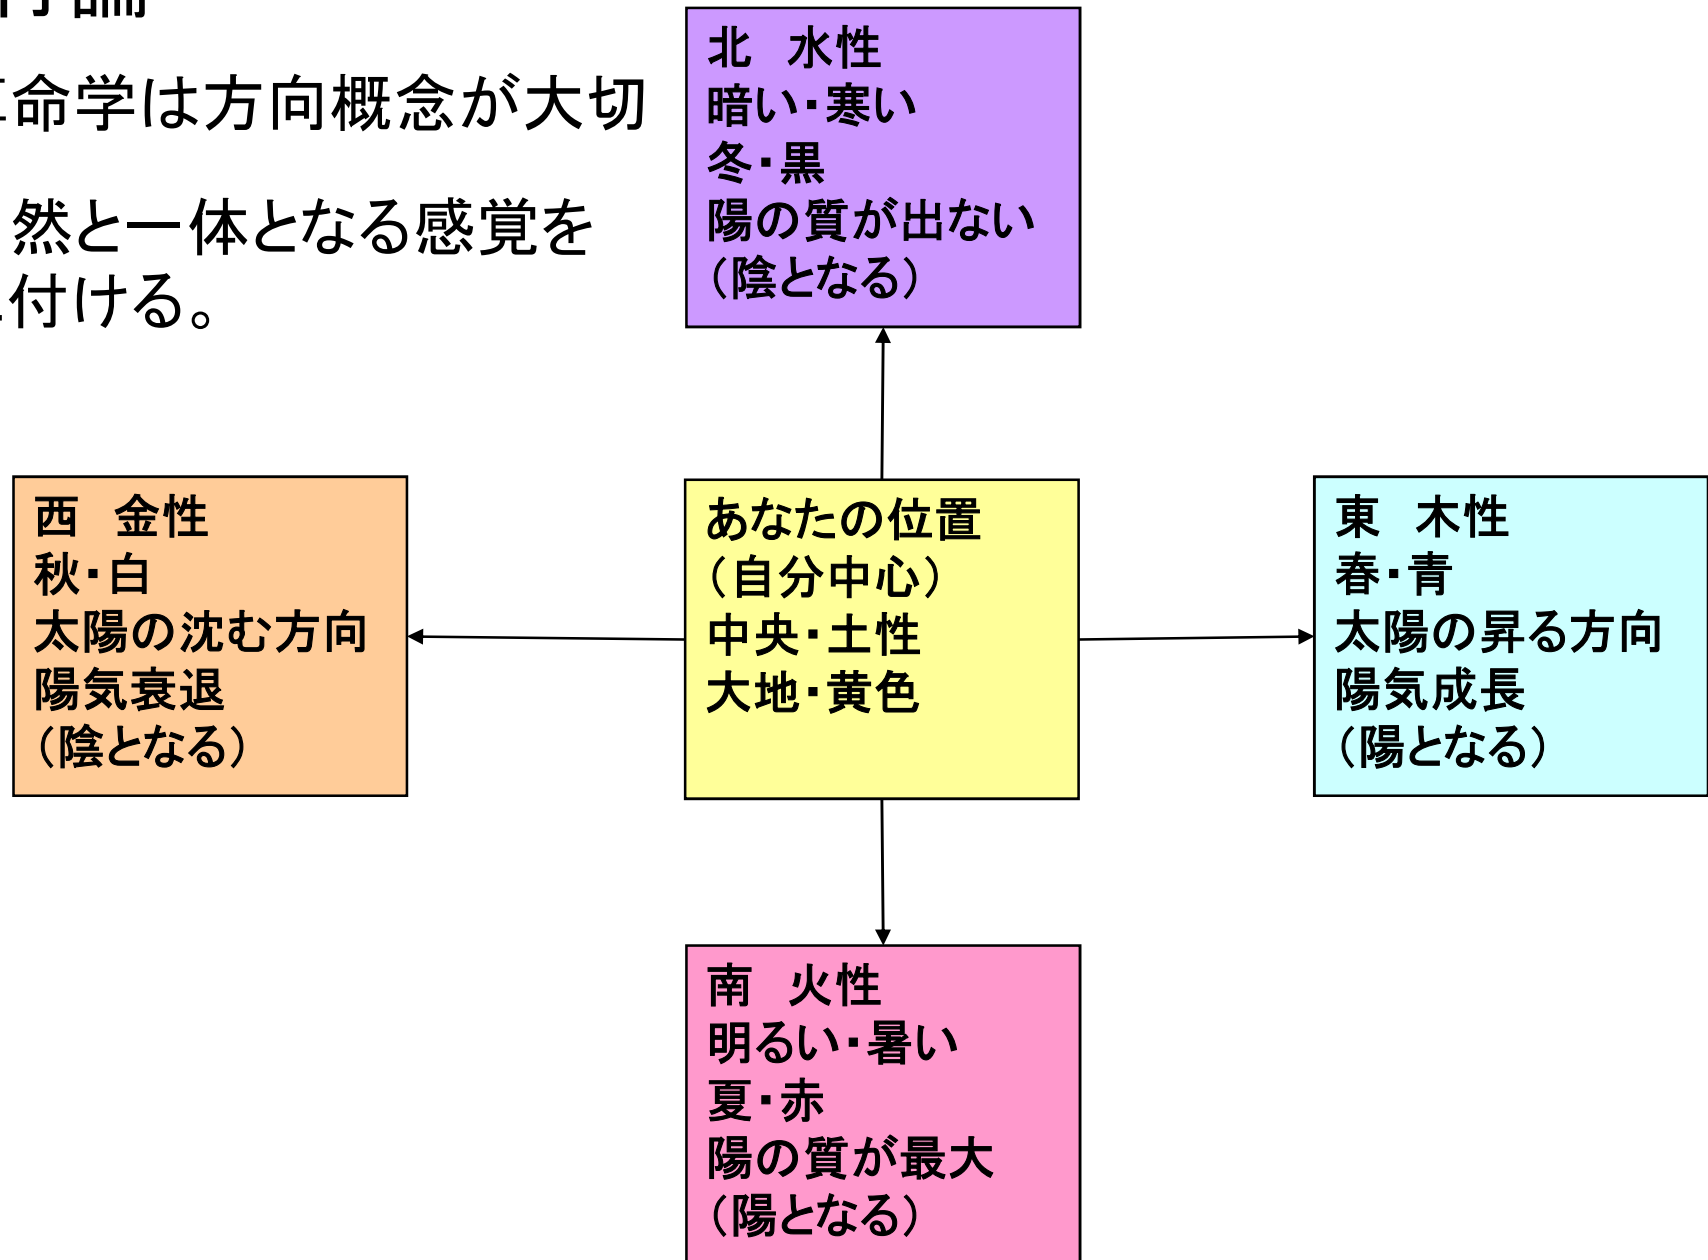 命学は方向概念が大切
然と一体となる感覚を
付ける。
北　水性
暗い・寒い
冬・黒
陽の質が出ない
（陰となる）
西　金性
秋・白
太陽の沈む方向
陽気衰退
（陰となる）
あなたの位置
（自分中心）
中央・土性
大地・黄色
東　木性
春・青
太陽の昇る方向
陽気成長
（陽となる）
南　火性
明るい・暑い
夏・赤
陽の質が最大
（陽となる）